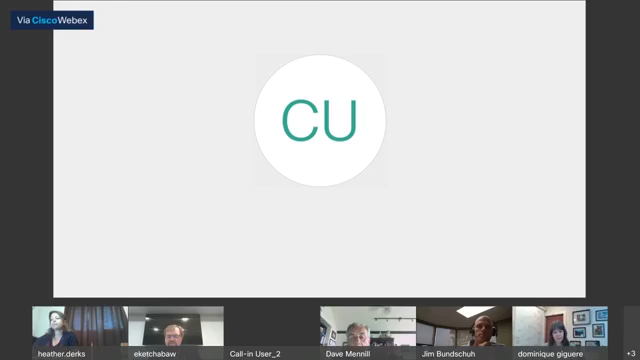 Via CiscoWebex
CU
heather.derks
eketchabaw
Call-in User_2
Dave Mennill
Jim Bundschuh
dominique giguere
+3